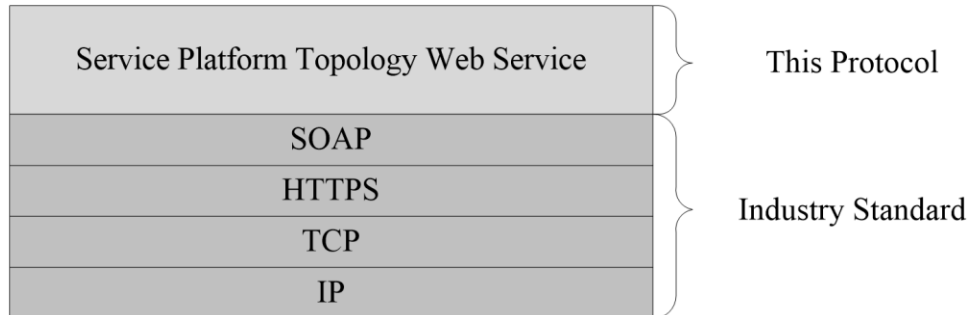 Service Platform Topology Web Service
This Protocol
SOAP
HTTPS
TCP
IP
Industry Standard